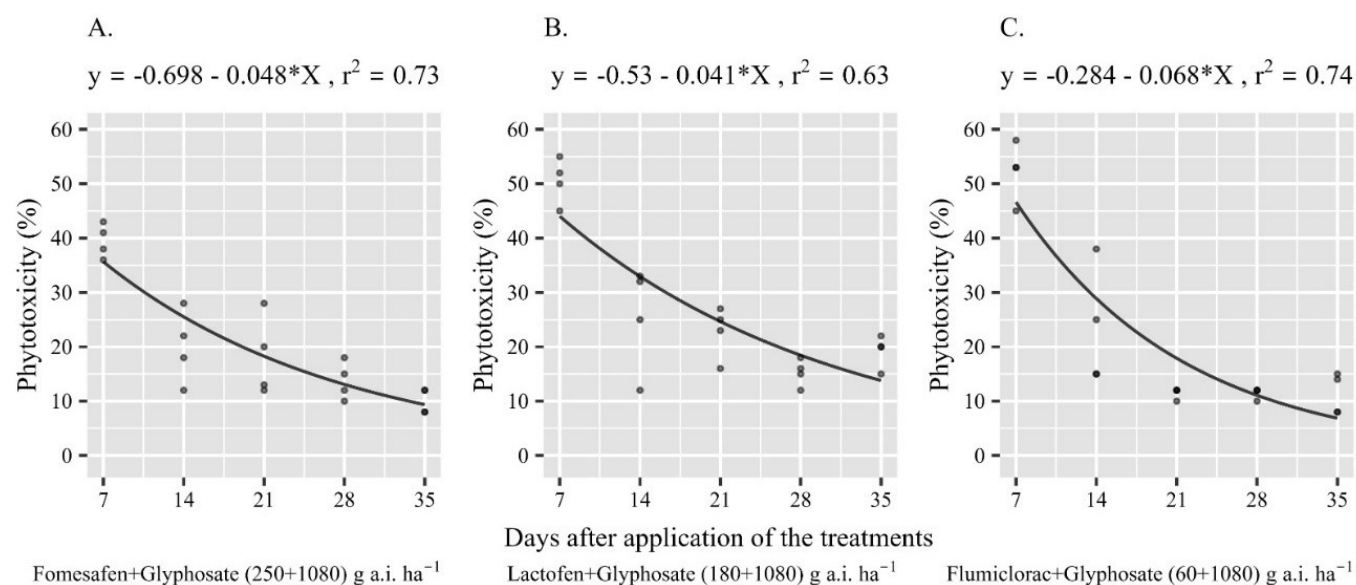 A.
y = -0.698 - 0.048*X , r² = 0.73
Phytotoxicity (%)
60
50
40
30
20
10
0
7 14 21 28 35
Fomesafen+Glyphosate (250+1080) g a.i. ha⁻¹
B.
y = -0.53 - 0.041*X , r² = 0.63
Phytotoxicity (%)
60
50
40
30
20
10
0
7 14 21 28 35
Days after application of the treatments
Lactofen+Glyphosate (180+1080) g a.i. ha⁻¹
C.
y = -0.284 - 0.068*X , r² = 0.74
Phytotoxicity (%)
60
50
40
30
20
10
0
7 14 21 28 35
Flumiclorac+Glyphosate (60+1080) g a.i. ha⁻¹